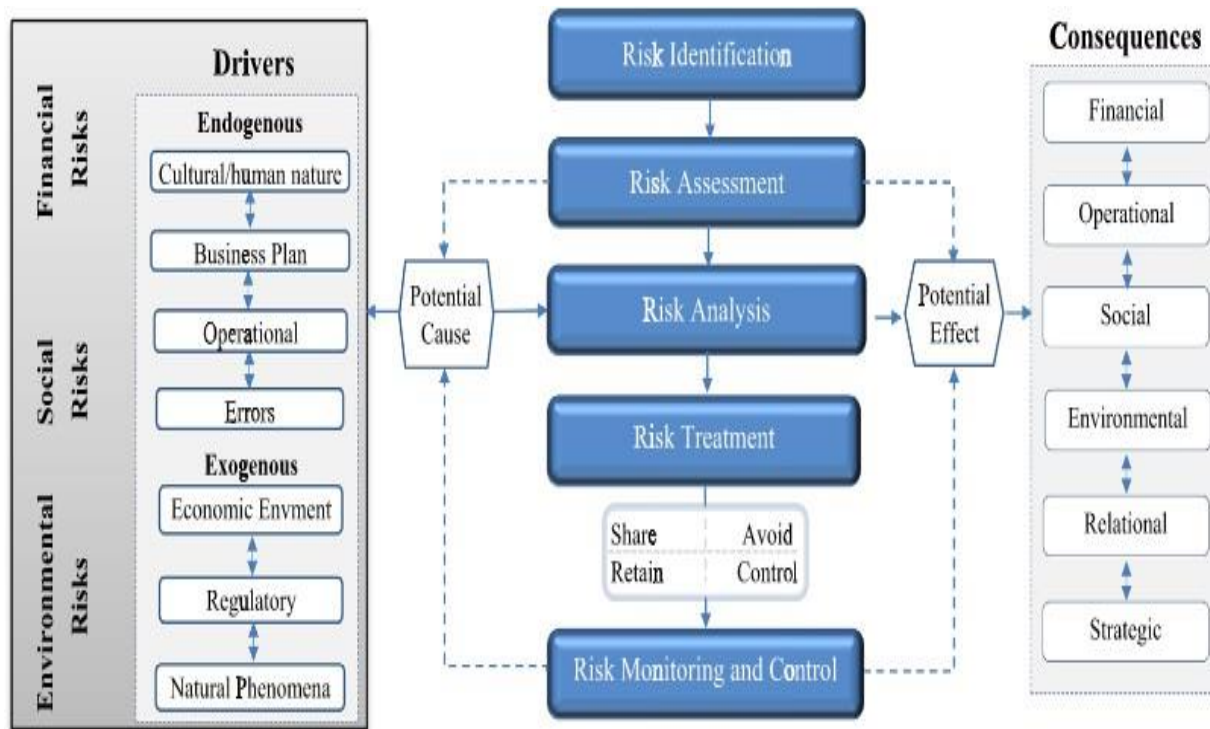 Drivers
Financial
Risks
Social
Risks
Environmental
Risks
Endogenous
Cultural/human nature
Business Plan
Operational
Errors
Exogenous
Economic Envment
Regulatory
Natural Phenomena
Potential
Cause
Risk Identification
Risk Assessment
Risk Analysis
Risk Treatment
Share Avoid
Retain Control
Risk Monitoring and Control
Potential
Effect
Consequences
Financial
Operational
Social
Environmental
Relational
Strategic